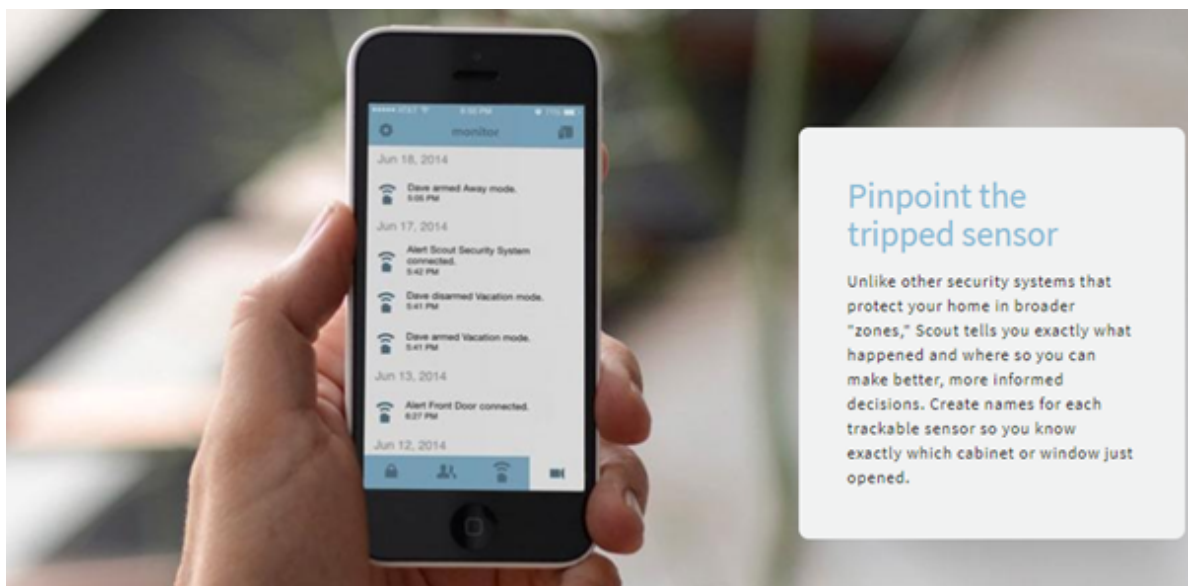 monitor
Jun 18, 2014
Dave armed Away mode.
5:05 PM
Jun 17, 2014
Alert Scout Security System
connected.
5:42 PM
Dave disarmed Vacation mode.
5:41 PM
Dave armed Vacation mode.
5:41 PM
Jun 13, 2014
Alert Front Door connected.
6:27 PM
Jun 12, 2014
Pinpoint the
tripped sensor
Unlike other security systems that
protect your home in broader
"zones," Scout tells you exactly what
happened and where so you can
make better, more informed
decisions. Create names for each
trackable sensor so you know
exactly which cabinet or window just
opened.